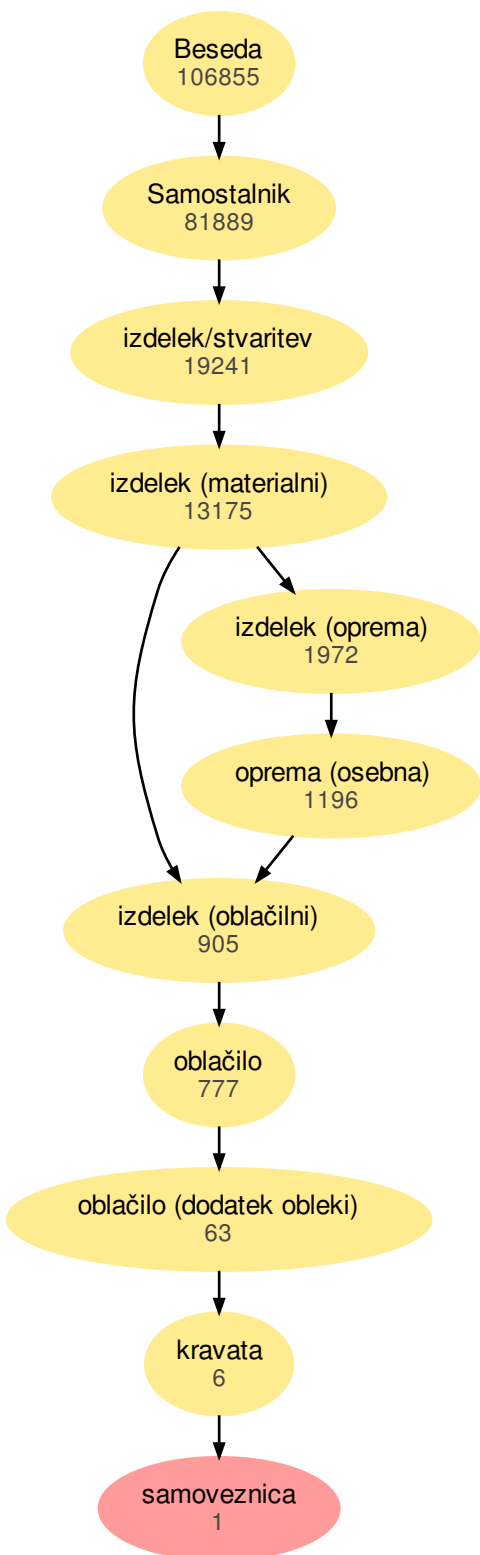 Beseda
106855
Samostalnik
81889
izdelek/stvaritev
19241
izdelek (materialni)
13175
izdelek (oprema)
1972
oprema (osebna)
1196
izdelek (oblačilni)
905
oblačilo
777
oblačilo (dodatek obleki)
63
kravata
6
samoveznica
1